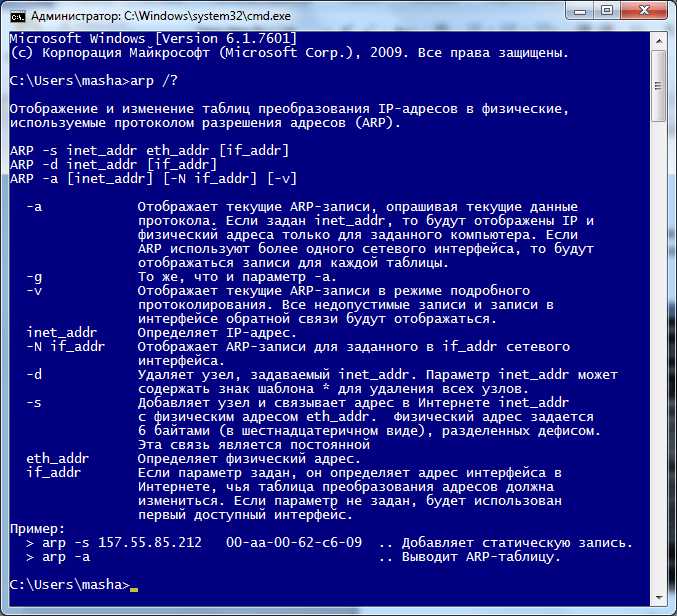 Администратор: C:\Windows\system32\cmd.exe
Microsoft Windows [Version 6.1.7601]
(c) Корпорация Майкрософт (Microsoft Corp.), 2009. Все права защищены.
C:\Users\masha>arp /?
Отображение и изменение таблиц преобразования IP-адресов в физические,
используемые протоколом разрешения адресов (ARP).
ARP -s inet_addr eth_addr [if_addr]
ARP -d inet_addr [if_addr]
ARP -a [inet_addr] [-N if_addr] [-v]
-a Отображает текущие ARP-записи, опрашивая текущие данные
протокола. Если задан inet_addr, то будут отображены IP и
физический адреса только для заданного компьютера. Если
ARP используют более одного сетевого интерфейса, то будут
отображаться записи для каждой таблицы.
-g То же, что и параметр -a.
-v Отображает текущие ARP-записи в режиме подробного
протоколирования. Все недопустимые записи и записи в
интерфейсе обратной связи будут отображаться.
inet_addr Определяет IP-адрес.
-N if_addr Отображает ARP-записи для заданного в if_addr сетевого
интерфейса.
-d Удаляет узел, задаваемый inet_addr. Параметр inet_addr может
содержать знак шаблона * для удаления всех узлов.
-s Добавляет узел и связывает адрес в Интернете inet_addr
с физическим адресом eth_addr. Физический адрес задается
6 байтами (в шестнадцатеричном виде), разделенных дефисом.
Эта связь является постоянной
eth_addr Определяет физический адрес.
if_addr Если параметр задан, он определяет адрес интерфейса в
Интернете, чья таблица преобразования адресов должна
измениться. Если параметр не задан, будет использован
первый доступный интерфейс.
Пример:
> arp -s 157.55.85.212 00-aa-00-62-c6-09 .. Добавляет статическую запись.
> arp -a .. Выводит ARP-таблицу.
C:\Users\masha>_